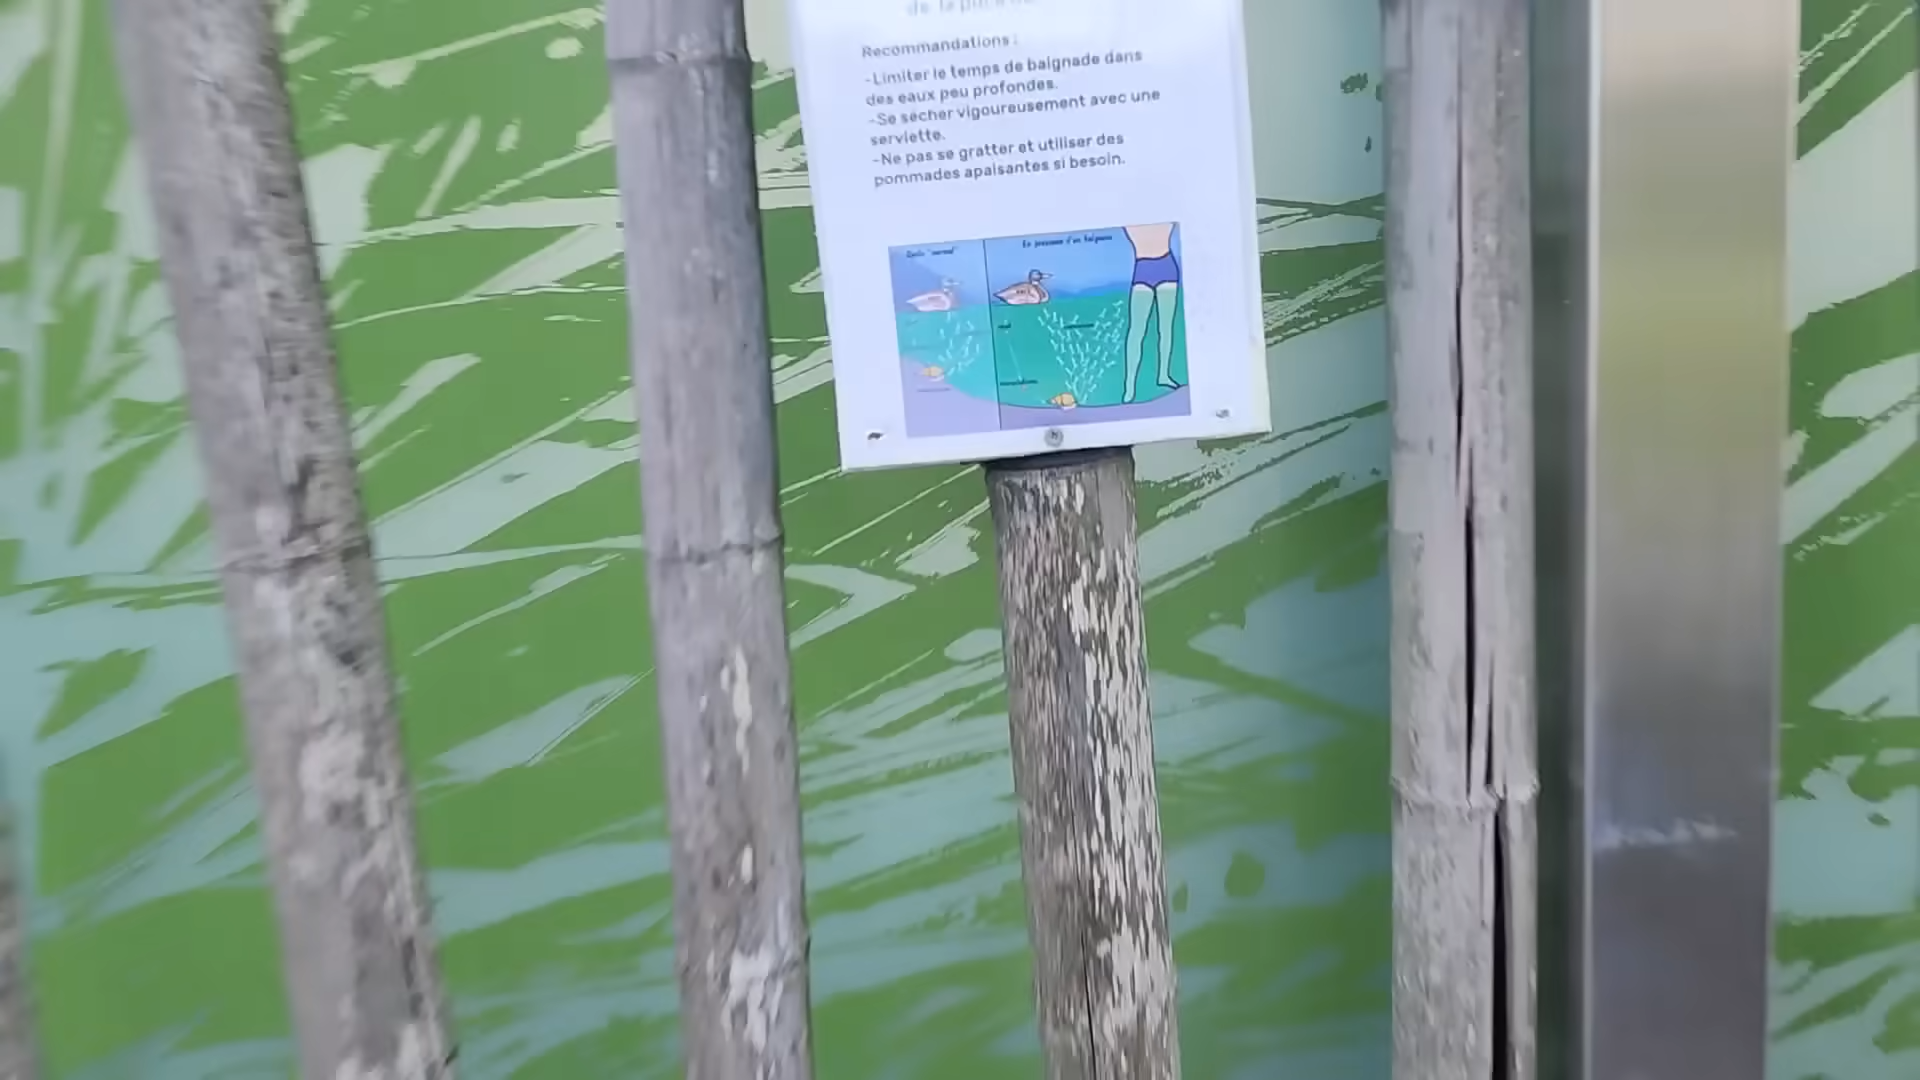 Recommandations :
-Limiter le temps de baignade dans
des eaux peu profondes.
-Se sécher vigoureusement avec une
serviette.
-Ne pas se gratter et utiliser des
pommades apaisantes si besoin.